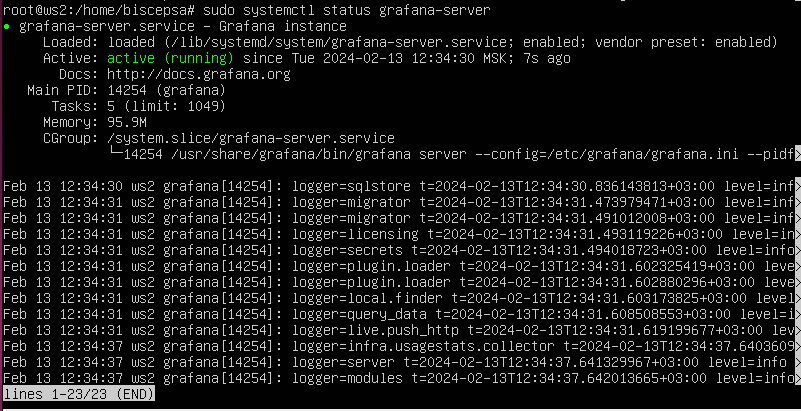 root@ws2:/home/biscepsa# sudo systemctl status grafana-server
● grafana-server.service - Grafana instance
Loaded: loaded (/lib/systemd/system/grafana-server.service; enabled; vendor preset: enabled)
Active: active (running) since Tue 2024-02-13 12:34:30 MSK; 7s ago
Docs: http://docs.grafana.org
Main PID: 14254 (grafana)
Tasks: 5 (limit: 1049)
Memory: 95.9M
CGroup: /system.slice/grafana-server.service
└─14254 /usr/share/grafana/bin/grafana server --config=/etc/grafana/grafana.ini --pidf>
Feb 13 12:34:30 ws2 grafana[14254]: logger=sqlstore t=2024-02-13T12:34:30.836143813+03:00 level=inf>
Feb 13 12:34:31 ws2 grafana[14254]: logger=migrator t=2024-02-13T12:34:31.473979471+03:00 level=inf>
Feb 13 12:34:31 ws2 grafana[14254]: logger=migrator t=2024-02-13T12:34:31.491012008+03:00 level=inf>
Feb 13 12:34:31 ws2 grafana[14254]: logger=licensing t=2024-02-13T12:34:31.493119226+03:00 level=in>
Feb 13 12:34:31 ws2 grafana[14254]: logger=secrets t=2024-02-13T12:34:31.494018723+03:00 level=info>
Feb 13 12:34:31 ws2 grafana[14254]: logger=plugin.loader t=2024-02-13T12:34:31.602325419+03:00 leve>
Feb 13 12:34:31 ws2 grafana[14254]: logger=plugin.loader t=2024-02-13T12:34:31.602880296+03:00 leve>
Feb 13 12:34:31 ws2 grafana[14254]: logger=local.finder t=2024-02-13T12:34:31.603173825+03:00 level>
Feb 13 12:34:31 ws2 grafana[14254]: logger=query_data t=2024-02-13T12:34:31.608508553+03:00 level=i>
Feb 13 12:34:31 ws2 grafana[14254]: logger=live.push_http t=2024-02-13T12:34:31.619199677+03:00 lev>
Feb 13 12:34:37 ws2 grafana[14254]: logger=infra.usagestats.collector t=2024-02-13T12:34:37.6403609>
Feb 13 12:34:37 ws2 grafana[14254]: logger=server t=2024-02-13T12:34:37.641329967+03:00 level=info >
Feb 13 12:34:37 ws2 grafana[14254]: logger=modules t=2024-02-13T12:34:37.642013665+03:00 level=info>
lines 1-23/23 (END)